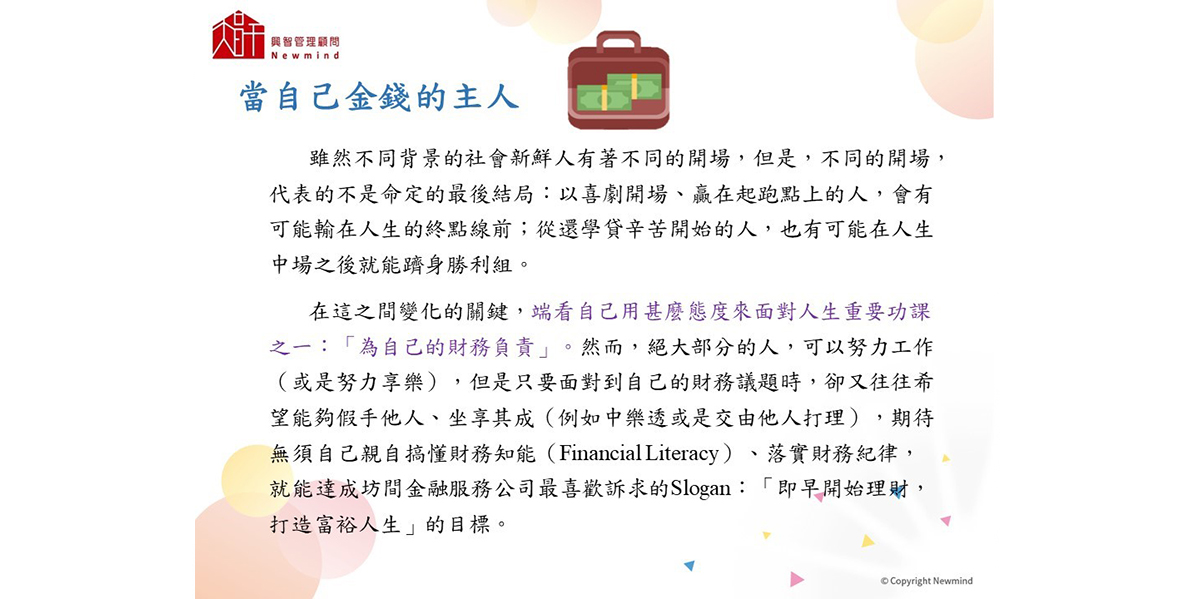 興智管理顧問
Newmind
當自己金錢的主人
雖然不同背景的社會新鮮人有著不同的開場，但是，不同的開場，
代表的不是命定的最後結局：以喜劇開場、贏在起跑點上的人，會有
可能輸在人生的終點線前；從還學貸辛苦開始的人，也有可能在人生
中場之後就能躋身勝利組。
在這之間變化的關鍵，端看自己用甚麼態度來面對人生重要功課
之一：「為自己的財務負責」。然而，絕大部分的人，可以努力工作
（或是努力享樂），但是只要面對到自己的財務議題時，卻又往往希
望能夠假手他人、坐享其成（例如中樂透或是交由他人打理），期待
無須自己親自搞懂財務知能（Financial Literacy）、落實財務紀律，
就能達成坊間金融服務公司最喜歡訴求的Slogan：「即早開始理財，
打造富裕人生」的目標。
© Copyright Newmind